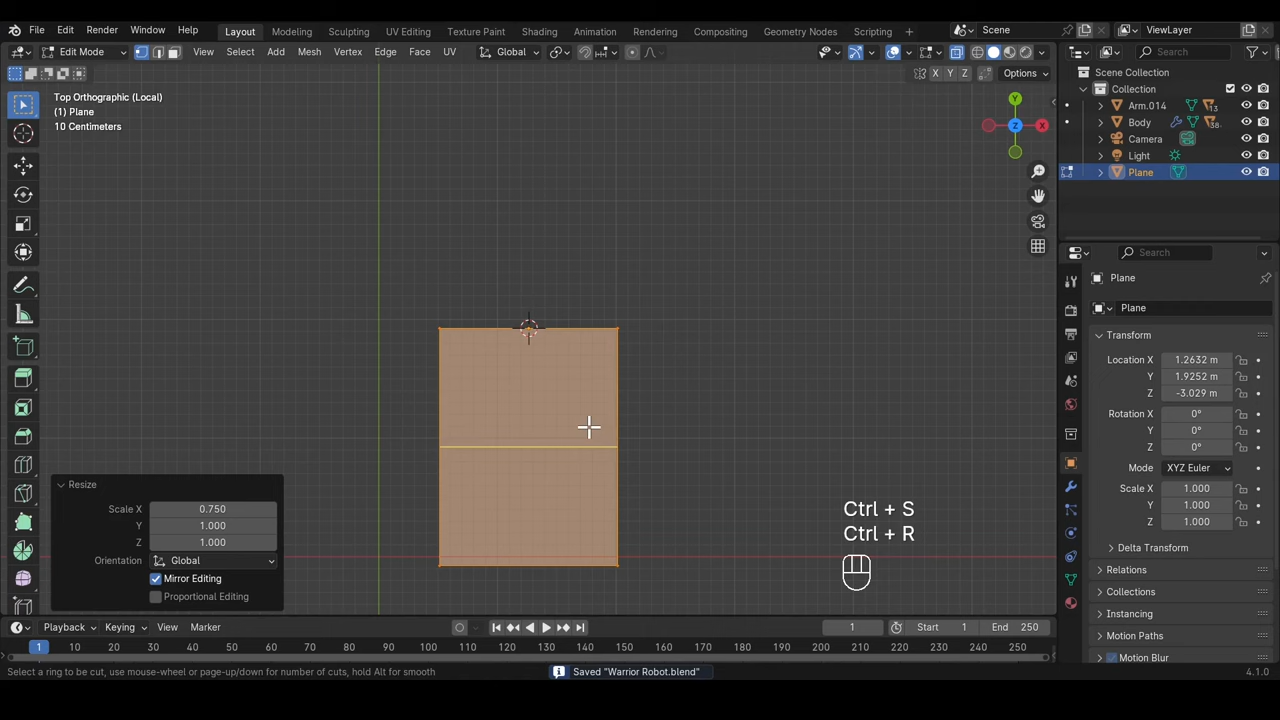 File Edit Render Window Help Layout Modeling Sculpting UV Editing Texture Paint Shading Animation Rendering Compositing Geometry Nodes Scripting + Scene ViewLayer
Edit Mode View Select Add Mesh Vertex Edge Face UV Global Search
X Y Z Options
Scene Collection
Collection
Arm.014 13
Body 38
Camera
Light
Plane
Top Orthographic (Local)
(1) Plane
10 Centimeters
Y
Z
X
Search
Plane
Plane
Transform
Location X 1.2632 m
Y 1.9252 m
Z -3.029 m
Rotation X 0°
Y 0°
Z 0°
Mode XYZ Euler
Scale X 1.000
Y 1.000
Z 1.000
Delta Transform
Relations
Collections
Instancing
Motion Paths
Motion Blur
Resize
Scale X 0.750
Y 1.000
Z 1.000
Orientation Global
Mirror Editing
Proportional Editing
Ctrl + S
Ctrl + R
Playback Keying View Marker 1 Start 1 End 250
1 10 20 30 40 50 60 70 80 90 100 110 120 130 140 150 160 170 180 190 200 210 220 230 240 250
Select a ring to be cut, use mouse-wheel or page-up/down for number of cuts, hold Alt for smooth Saved "Warrior Robot.blend" 4.1.0